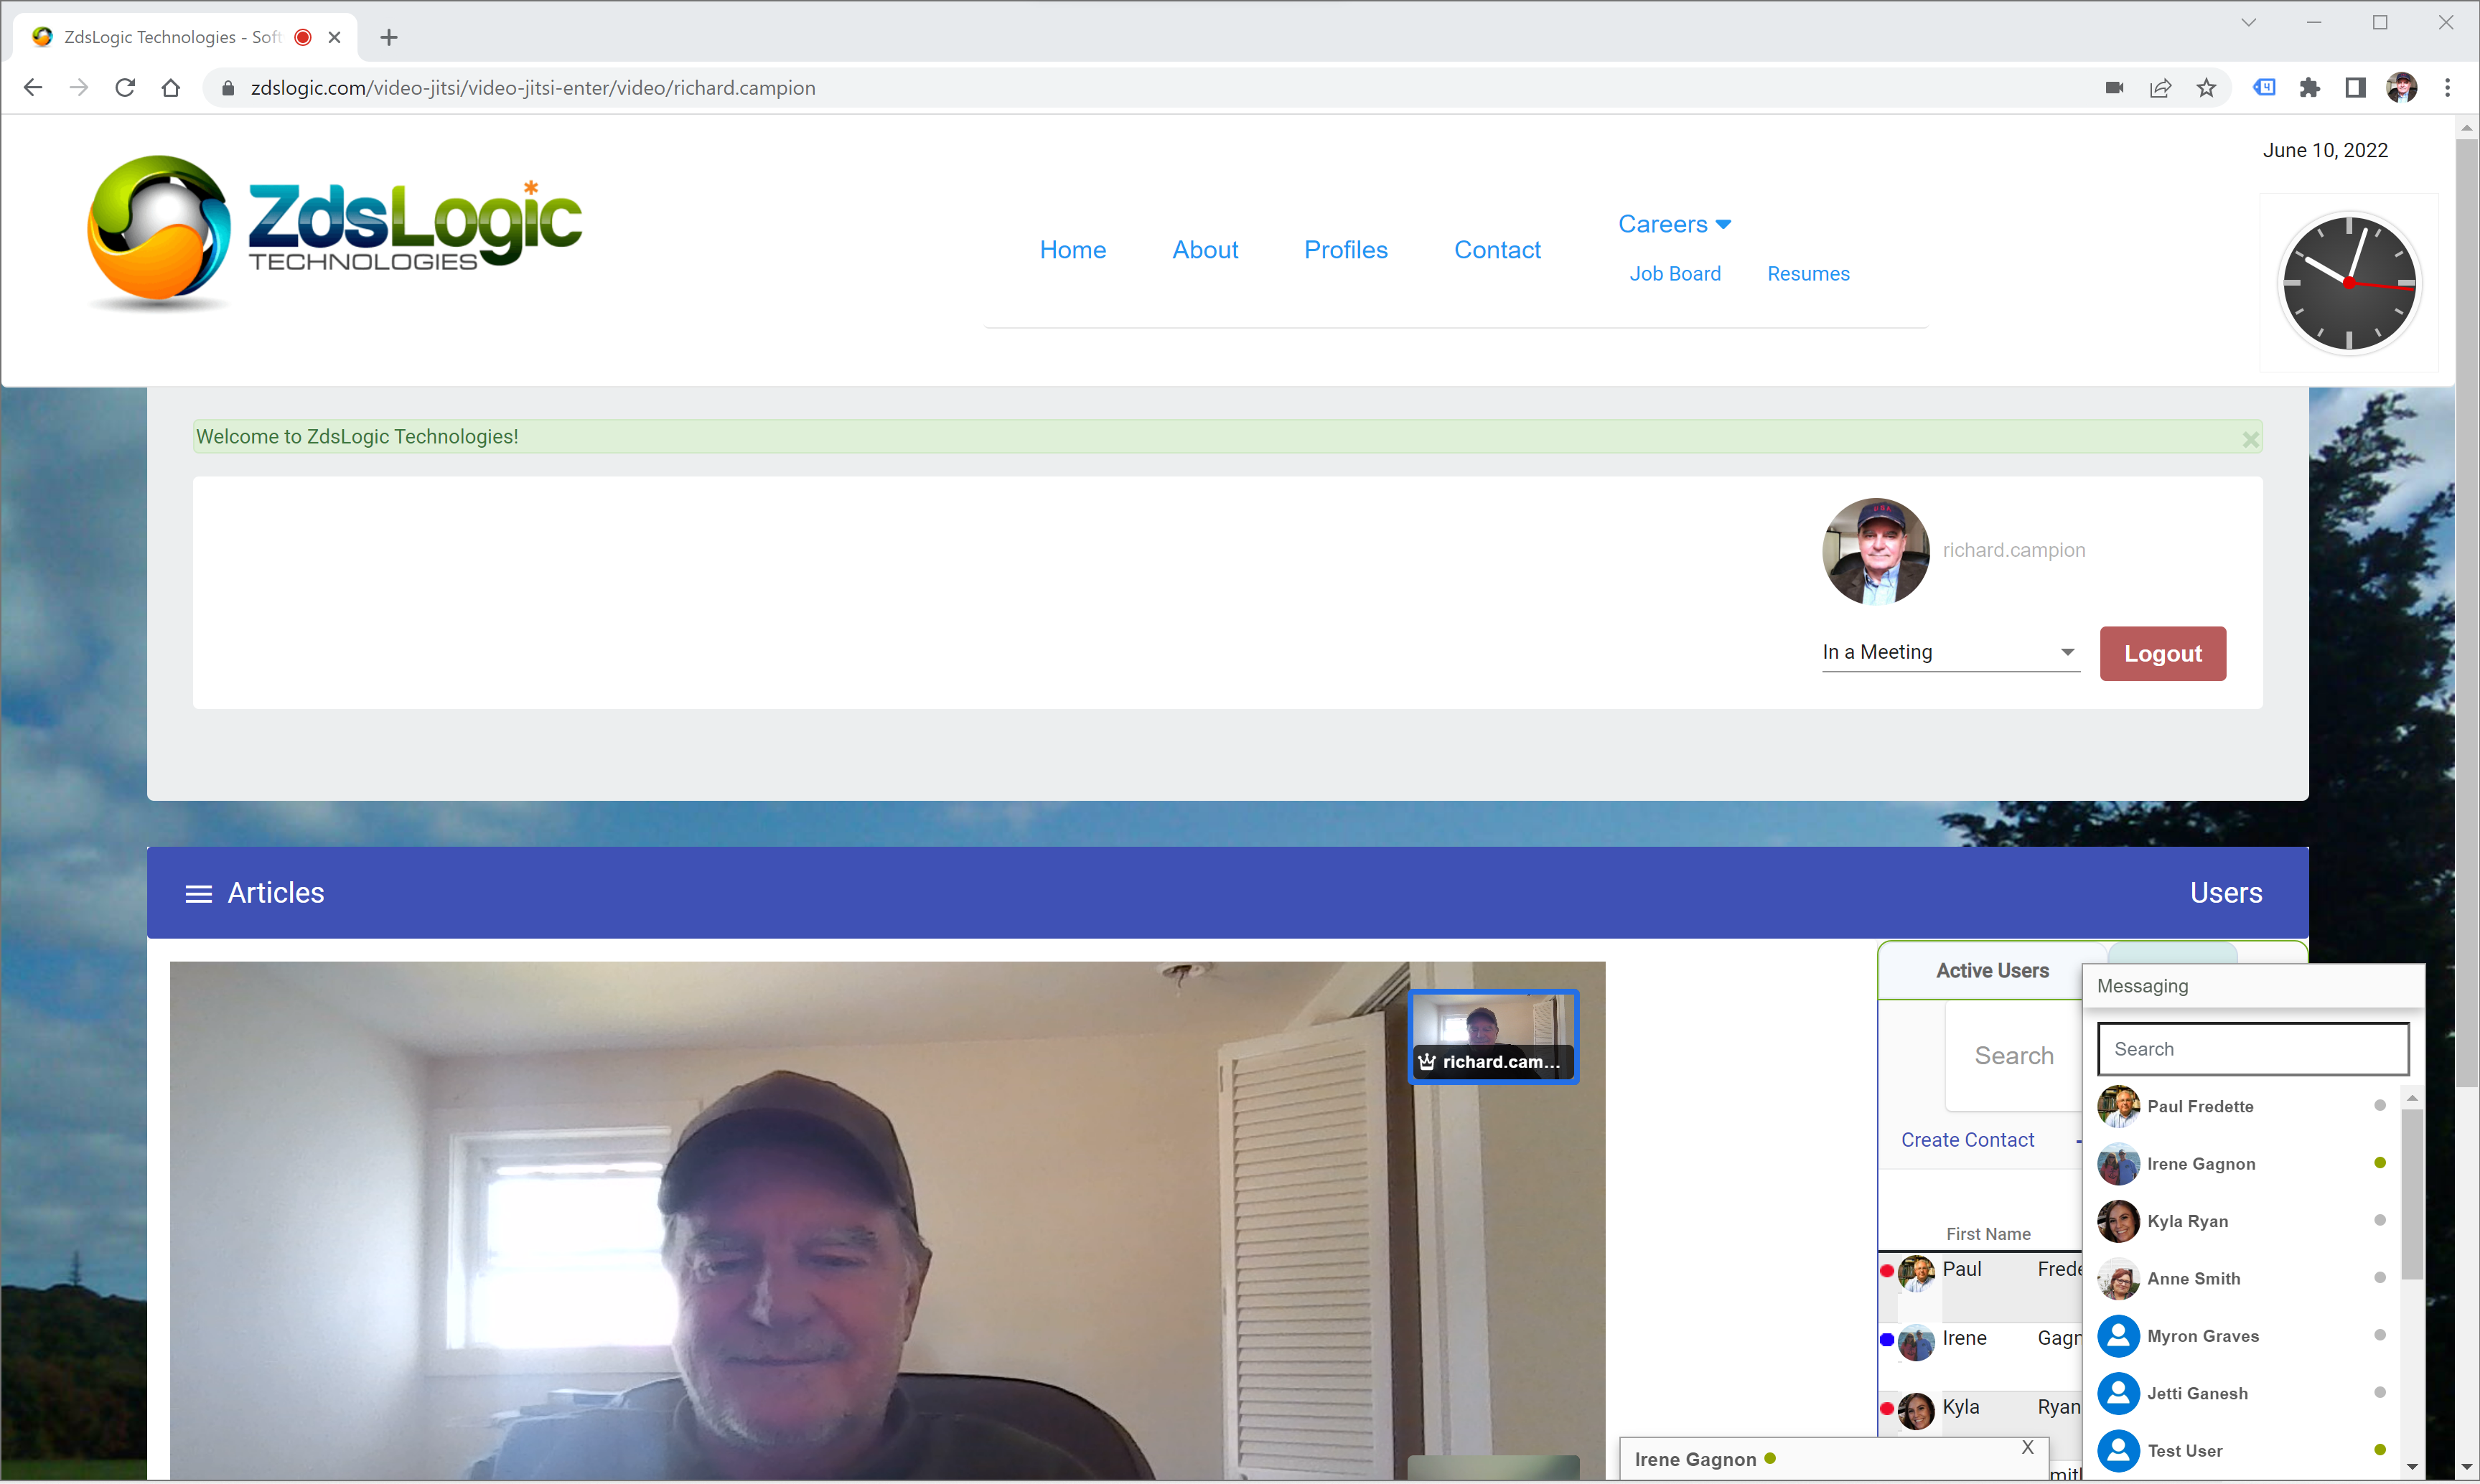 ZdsLogic Technologies - Soft
zdslogic.com/video-jitsi/video-jitsi-enter/video/richard.campion
4
June 10, 2022
ZdsLogic
TECHNOLOGIES
Home
About
Profiles
Contact
Careers
Job Board
Resumes
Welcome to ZdsLogic Technologies!
USA
richard.campion
In a Meeting
Logout
Articles
Users
richard.cam...
Active Users
Search
Create Contact
First Name
Paul Frede
Irene Gagn
Kyla Ryan
Messaging
Search
Paul Fredette
Irene Gagnon
Kyla Ryan
Anne Smith
Myron Graves
Jetti Ganesh
Test User
Irene Gagnon
X